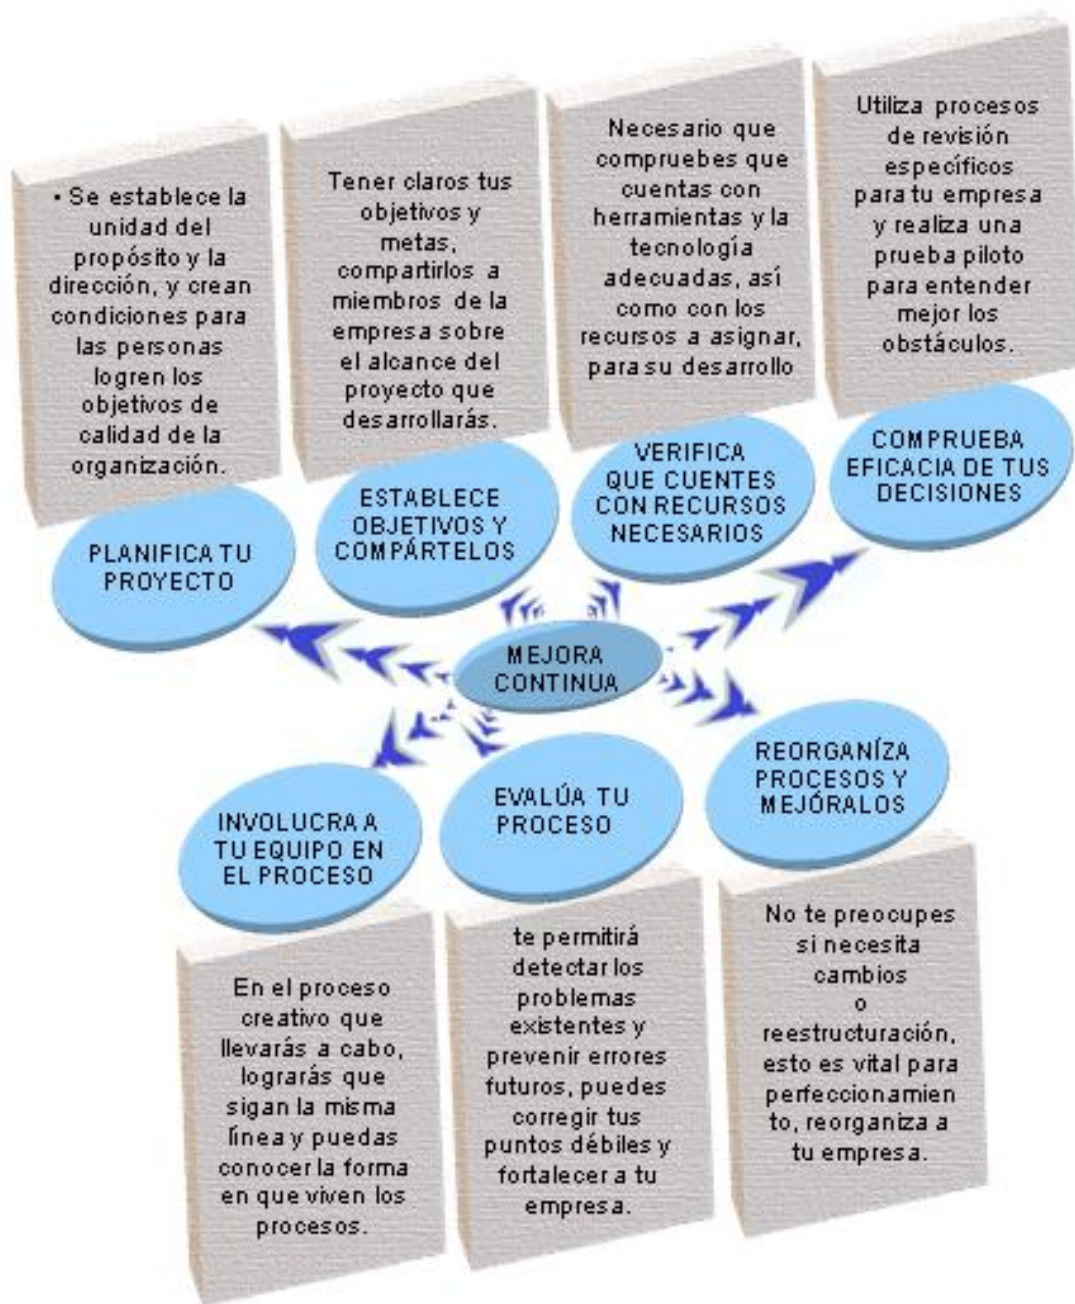 • Se establece la
unidad del
propósito y la
dirección, y crean
condiciones para
las personas
logren los
objetivos de
calidad de la
organización.
PLANIFICA TU
PROYECTO
Tener claros tus
objetivos y
metas,
compartirlos a
miembros de la
empresa sobre
el alcance del
proyecto que
desarrollarás.
ESTABLECE
OBJETIVOS Y
COMPÁRTELOS
Necesario que
compruebes que
cuentas con
herramientas y la
tecnología
adecuadas, así
como con los
recursos a asignar,
para su desarrollo
VERIFICA
QUE CUENTES
CON RECURSOS
NECESARIOS
Utiliza procesos
de revisión
específicos
para tu empresa
y realiza una
prueba piloto
para entender
mejor los
obstáculos.
COMPRUEBA
EFICACIA DE TUS
DECISIONES
MEJORA
CONTINUA
INVOLUCRA A
TU EQUIPO EN
EL PROCESO
En el proceso
creativo que
llevarás a cabo,
lograrás que
sigan la misma
línea y puedas
conocer la forma
en que viven los
procesos.
EVALÚA TU
PROCESO
te permitirá
detectar los
problemas
existentes y
prevenir errores
futuros, puedes
corregir tus
puntos débiles y
fortalecer a tu
empresa.
REORGANÍZA
PROCESOS Y
MEJÓRALOS
No te preocupes
si necesita
cambios
o
reestructuración,
esto es vital para
perfeccionamien
to, reorganiza a
tu empresa.